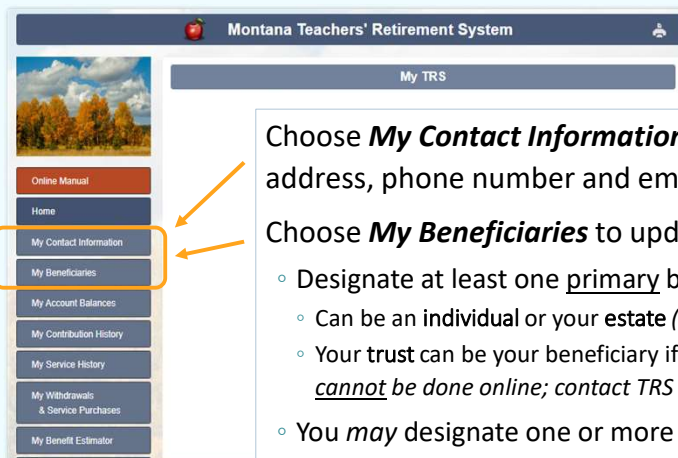 Montana Teachers' Retirement System
My TRS
Online Manual
Home
My Contact Information
My Beneficiaries
My Account Balances
My Contribution History
My Service History
My Withdrawals
& Service Purchases
My Benefit Estimator
Choose My Contact Information
address, phone number and em
Choose My Beneficiaries to upd
◦ Designate at least one primary b
◦ Can be an individual or your estate (
◦ Your trust can be your beneficiary if
cannot be done online; contact TRS
◦ You may designate one or more